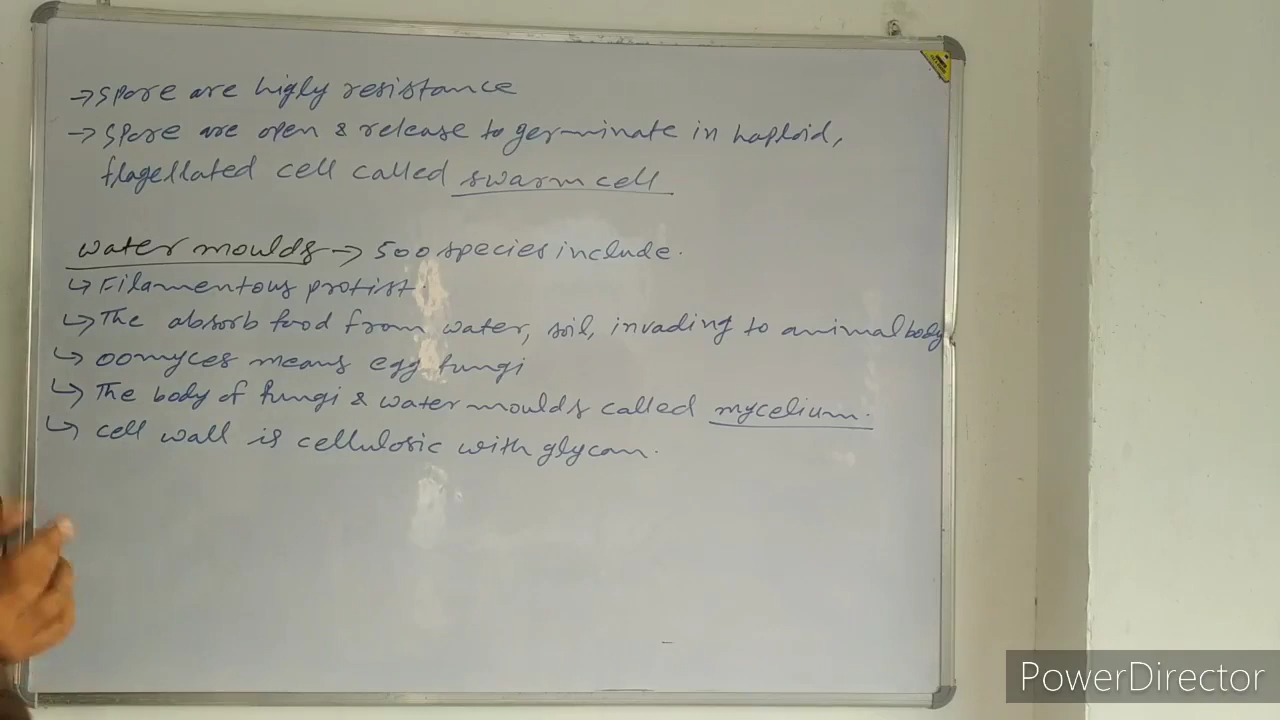 → spore are higly resistance
→ spore are open & release to germinate in haploid,
flagellated cell called swarm cell
water moulds → 500 species include.
↳ Filamentous protist.
↳ The absorb food from water, soil, invading to animal body
↳ oomyces means egg fungi
↳ The body of fungi & water moulds called mycelium.
↳ cell wall is cellulosic with glycan.
PowerDirector